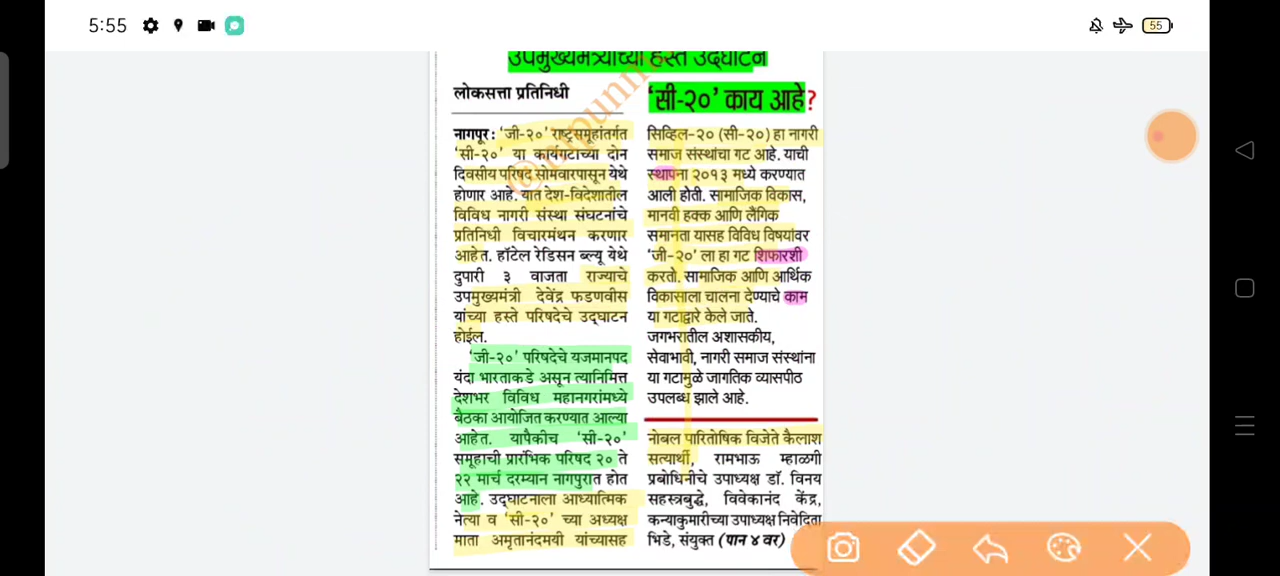 5:55
55
उपमुख्यमंत्र्यांच्या हस्ते उद्घाटन
लोकसत्ता प्रतिनिधी
नागपूर : 'जी-२०' राष्ट्रसमूहांतर्गत
'सी-२०' या कार्यगटाच्या दोन
दिवसीय परिषद सोमवारपासून येथे
होणार आहे. यात देश-विदेशातील
विविध नागरी संस्था संघटनांचे
प्रतिनिधी विचारमंथन करणार
आहेत. हॉटेल रेडिसन ब्ल्यू येथे
दुपारी ३ वाजता राज्याचे
उपमुख्यमंत्री देवेंद्र फडणवीस
यांच्या हस्ते परिषदेचे उद्घाटन
होईल.
'जी-२०' परिषदेचे यजमानपद
यंदा भारताकडे असून त्यानिमित्त
देशभर विविध महानगरांमध्ये
बैठका आयोजित करण्यात आल्या
आहेत. यापैकीच 'सी-२०'
समूहाची प्रारंभिक परिषद २० ते
२२ मार्च दरम्यान नागपुरात होत
आहे. उद्घाटनाला आध्यात्मिक
नेत्या व 'सी-२०' च्या अध्यक्ष
माता अमृतानंदमयी यांच्यासह
'सी-२०' काय आहे?
सिव्हिल-२० (सी-२०) हा नागरी
समाज संस्थांचा गट आहे. याची
स्थापना २०१३ मध्ये करण्यात
आली होती. सामाजिक विकास,
मानवी हक्क आणि लैंगिक
समानता यासह विविध विषयांवर
'जी-२०' ला हा गट शिफारशी
करतो. सामाजिक आणि आर्थिक
विकासाला चालना देण्याचे काम
या गटाद्वारे केले जाते.
जगभरातील अशासकीय,
सेवाभावी, नागरी समाज संस्थांना
या गटामुळे जागतिक व्यासपीठ
उपलब्ध झाले आहे.
नोबल पारितोषिक विजेते कैलाश
सत्यार्थी, रामभाऊ म्हाळगी
प्रबोधिनीचे उपाध्यक्ष डॉ. विनय
सहस्त्रबुद्धे, विवेकानंद केंद्र,
कन्याकुमारीच्या उपाध्यक्ष निवेदिता
भिडे, संयुक्त (पान ४ वर)